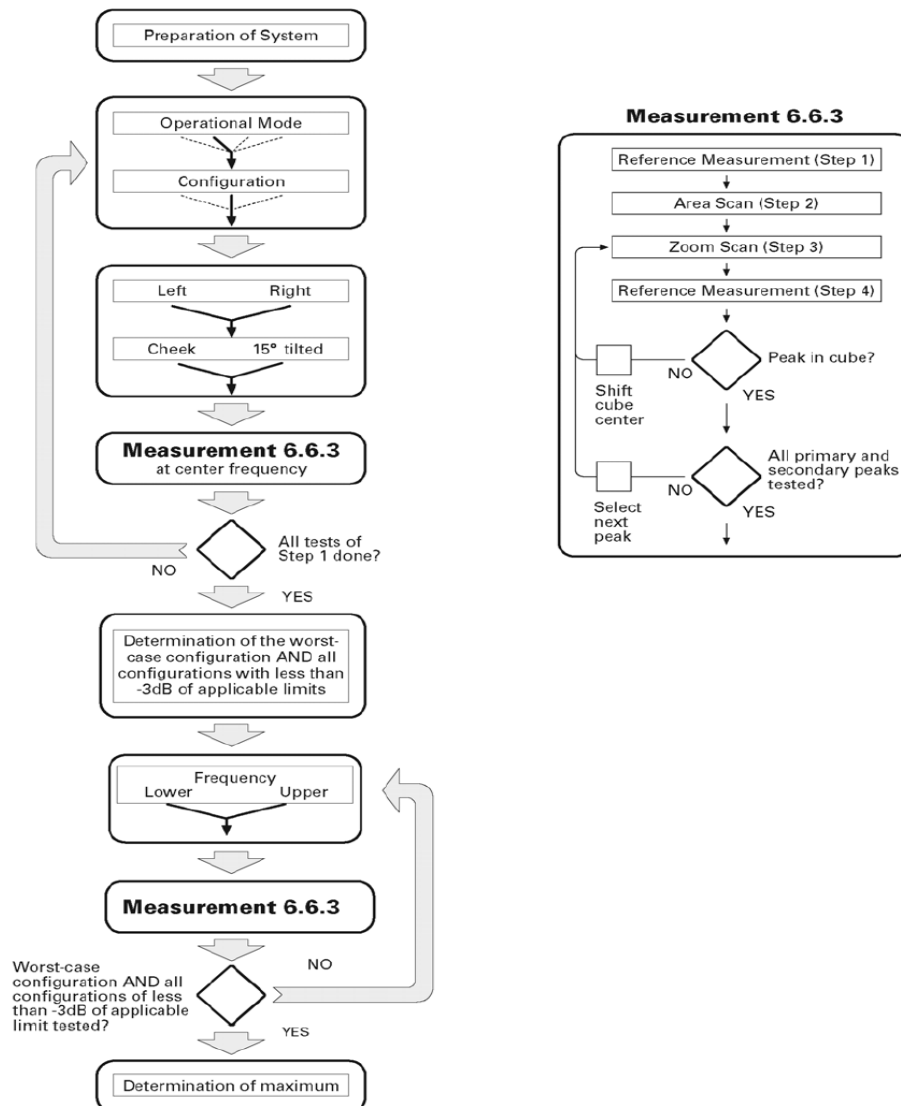 Preparation of System
Operational Mode
Configuration
Left Right
Cheek 15° tilted
Measurement 6.6.3
at center frequency
All tests of
Step 1 done?
NO
YES
Determination of the worst-
case configuration AND all
configurations with less than
-3dB of applicable limits
Frequency
Lower Upper
Measurement 6.6.3
Worst-case
configuration AND all
configurations of less
than -3dB of applicable
limit tested?
NO
YES
Determination of maximum
Measurement 6.6.3
Reference Measurement (Step 1)
Area Scan (Step 2)
Zoom Scan (Step 3)
Reference Measurement (Step 4)
Peak in cube?
NO
YES
Shift
cube
center
All primary and
secondary peaks
tested?
NO
YES
Select
next
peak